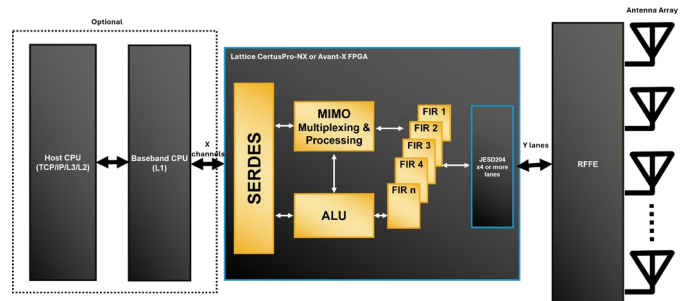 Antenna Array
Optional
Lattice CertusPro-NX or Avant-X FPGA
Host CPU
(TCP/IP/L3/L2)
Baseband CPU
(L1)
X
channels
SERDES
MIMO
Multiplexing &
Processing
ALU
FIR 1
FIR 2
FIR 3
FIR 4
FIR n
JESD204
x4 or more
lanes
Y lanes
RFFE